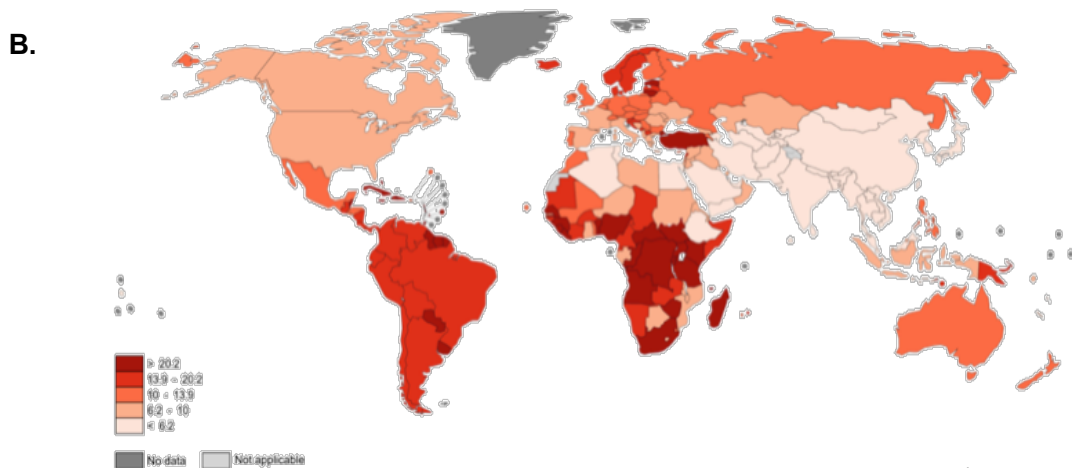 B.
> 20.2
13.9 - 20.2
10 - 13.9
6.2 - 10
< 6.2
No data
Not applicable